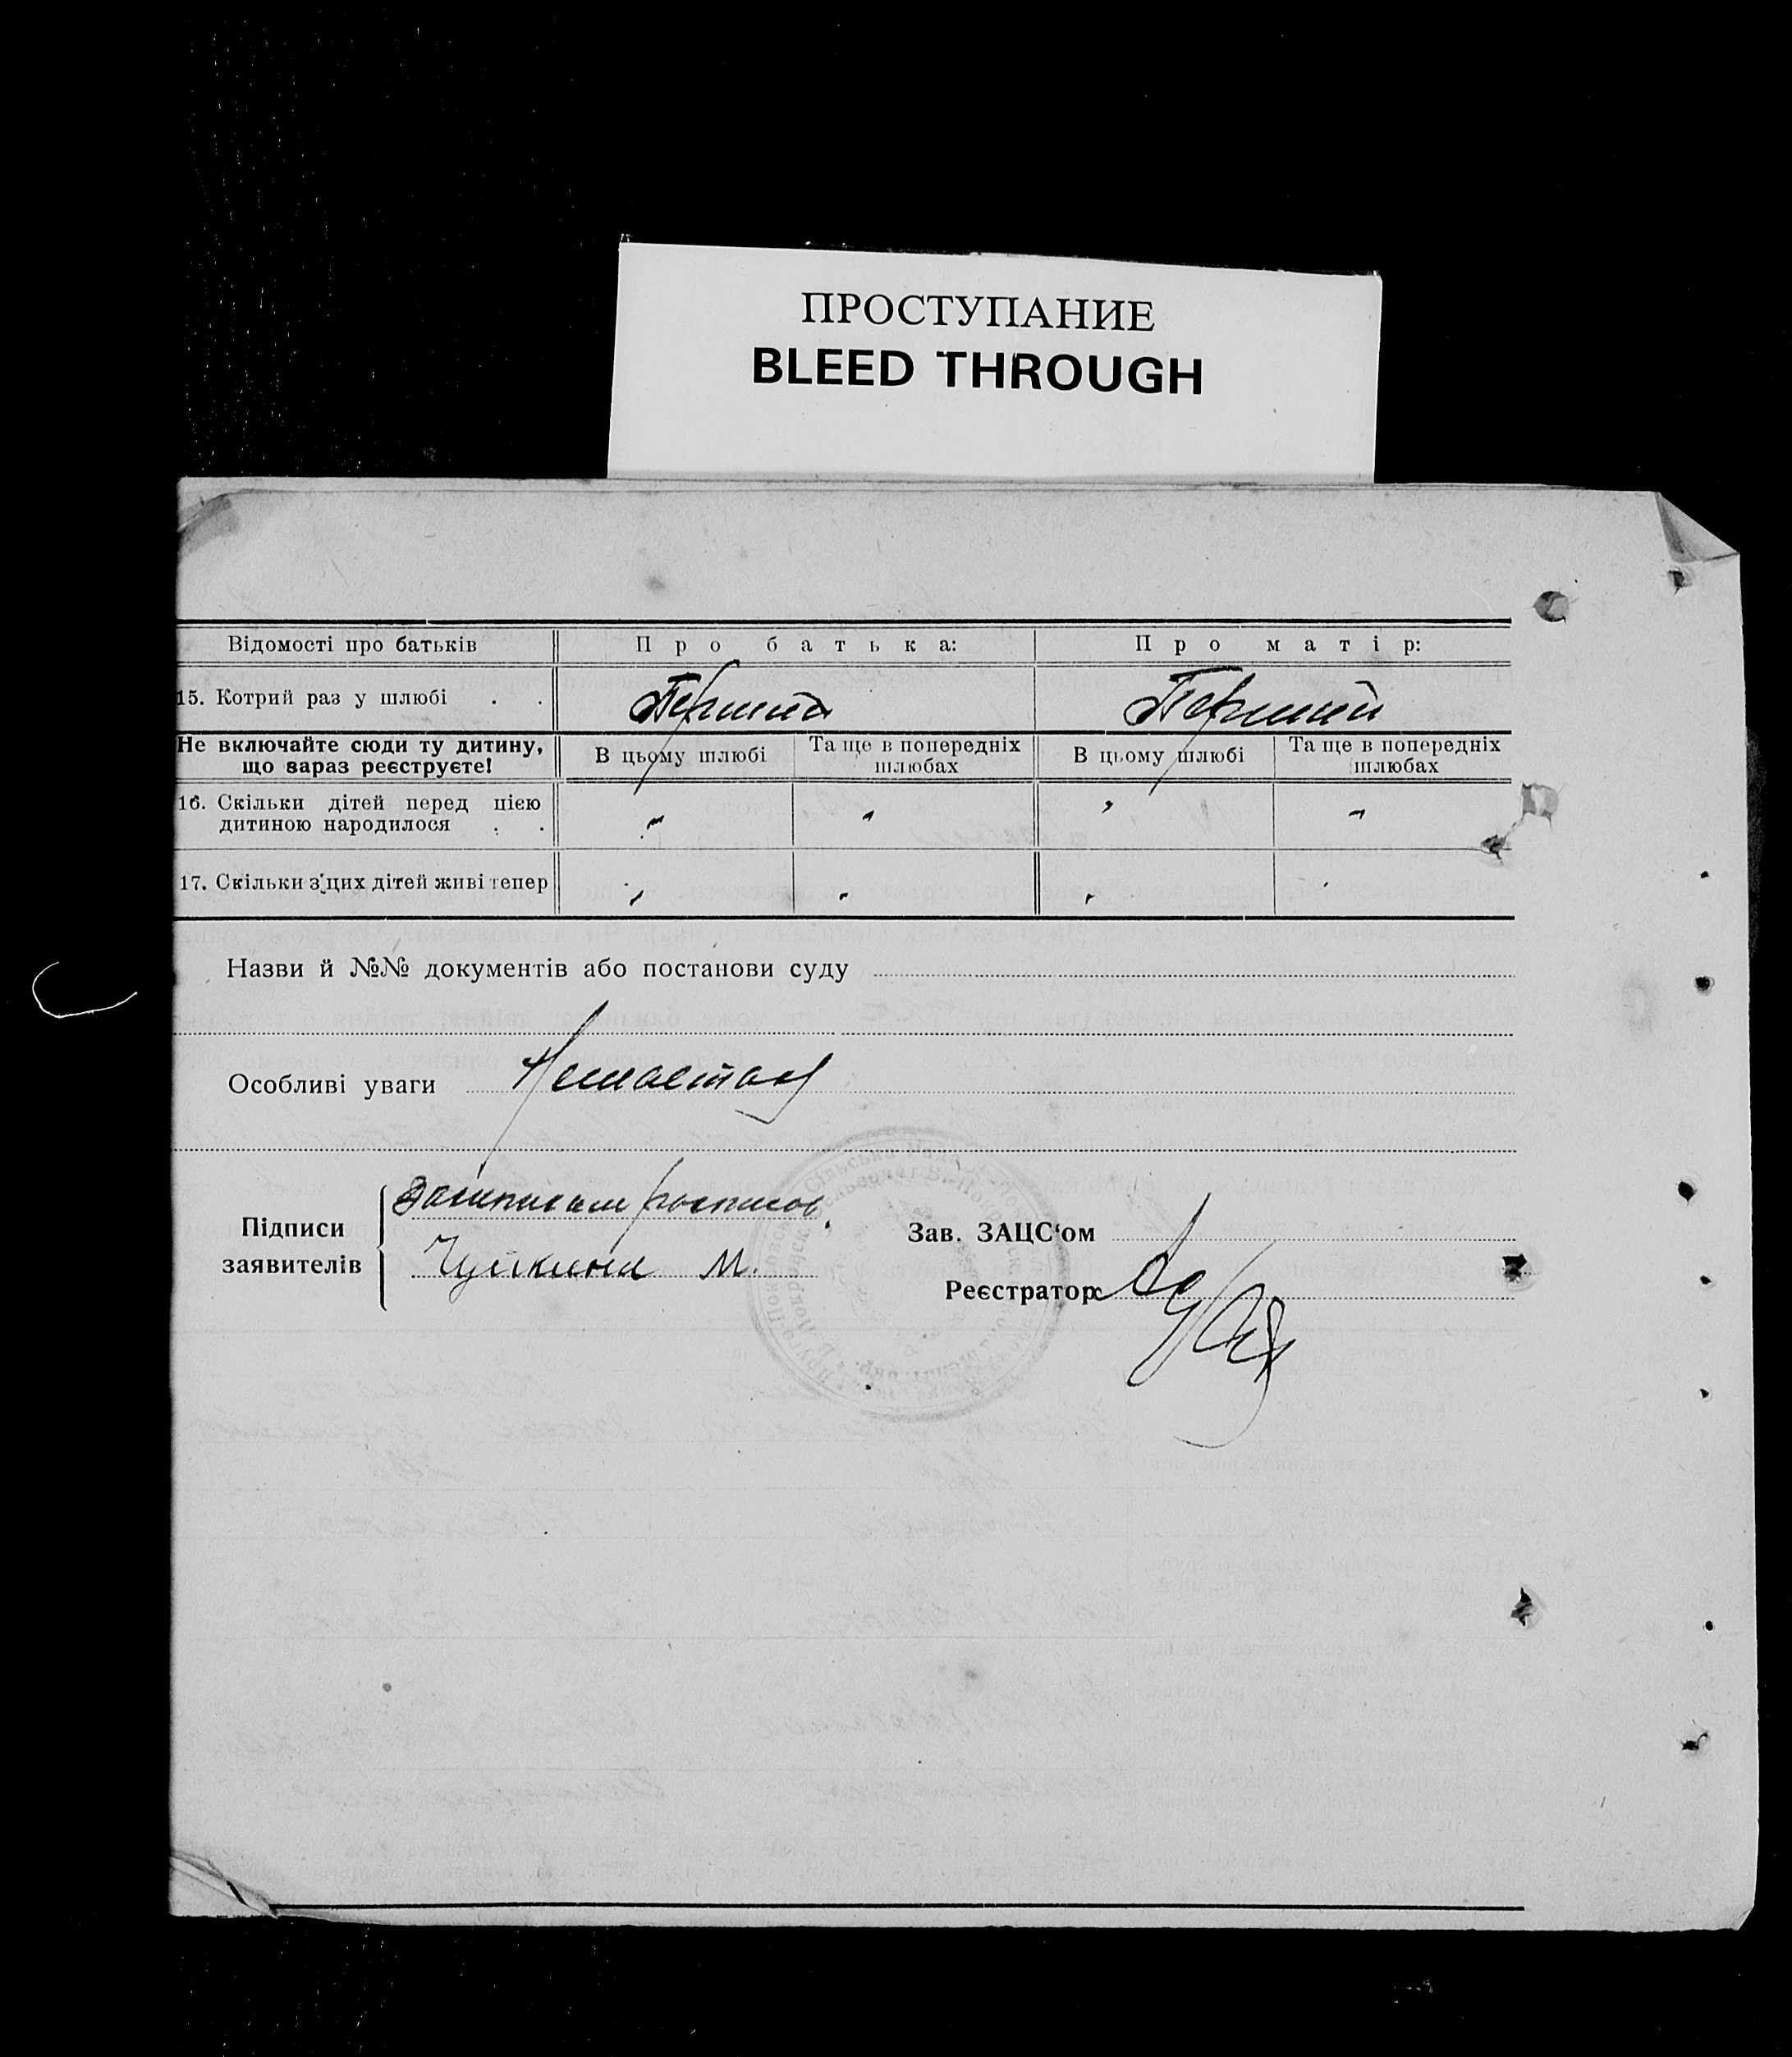 ПРОСТУПАНИЕ
BLEED THROUGH
Відомості про батьків
Про батька:
Про матір:
15. Котрий раз у шлюбі . .
Перший
Перший
Не включайте сюди ту дитину,
що зараз реєструєте!
В цьому шлюбі
Та ще в попередніх
шлюбах
В цьому шлюбі
Та ще в попередніх
шлюбах
16. Скільки дітей перед цією
дитиною народилося . .
17. Скільки з цих дітей живі тепер
Назви й №№ документів або постанови суду
Особливі уваги
Підписи
заявителів
М.
Зав. ЗАЦС‘ом
Реєстратор